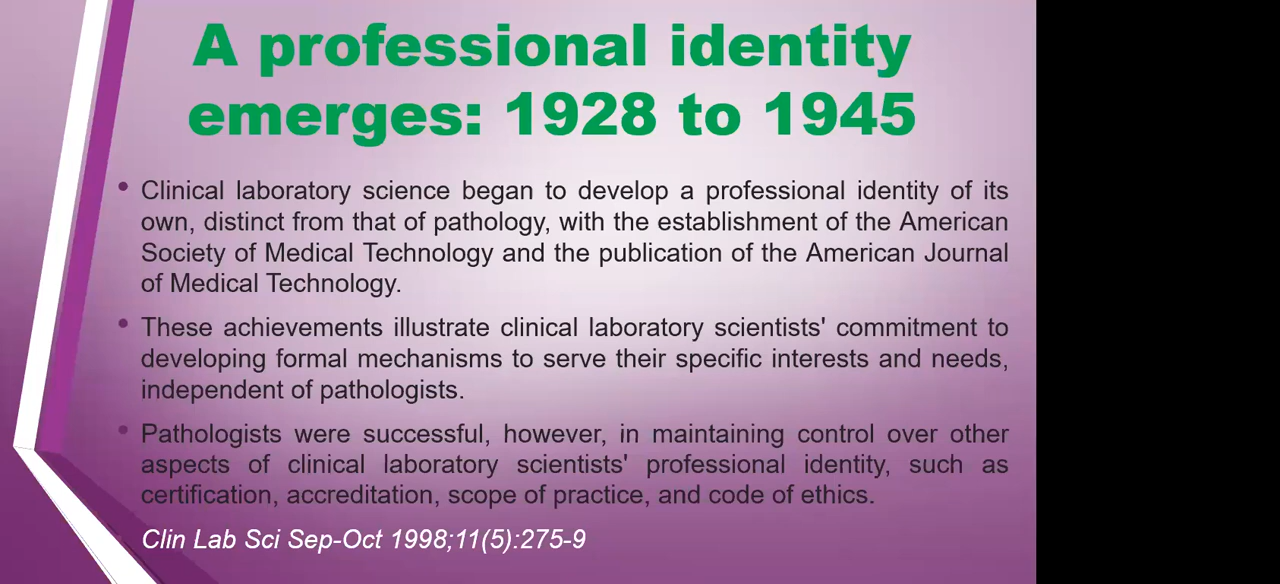 A professional identity
emerges: 1928 to 1945
• Clinical laboratory science began to develop a professional identity of its
own, distinct from that of pathology, with the establishment of the American
Society of Medical Technology and the publication of the American Journal
of Medical Technology.
• These achievements illustrate clinical laboratory scientists' commitment to
developing formal mechanisms to serve their specific interests and needs,
independent of pathologists.
• Pathologists were successful, however, in maintaining control over other
aspects of clinical laboratory scientists' professional identity, such as
certification, accreditation, scope of practice, and code of ethics.
Clin Lab Sci Sep-Oct 1998;11(5):275-9